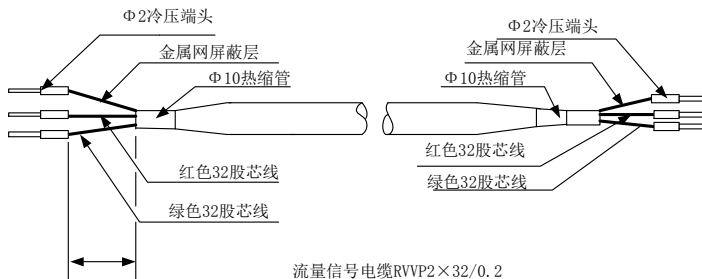 Φ2冷压端头
金属网屏蔽层
Φ10热缩管
红色32股芯线
绿色32股芯线
Φ2冷压端头
金属网屏蔽层
Φ10热缩管
红色32股芯线
绿色32股芯线
流量信号电缆RVVP2×32/0.2